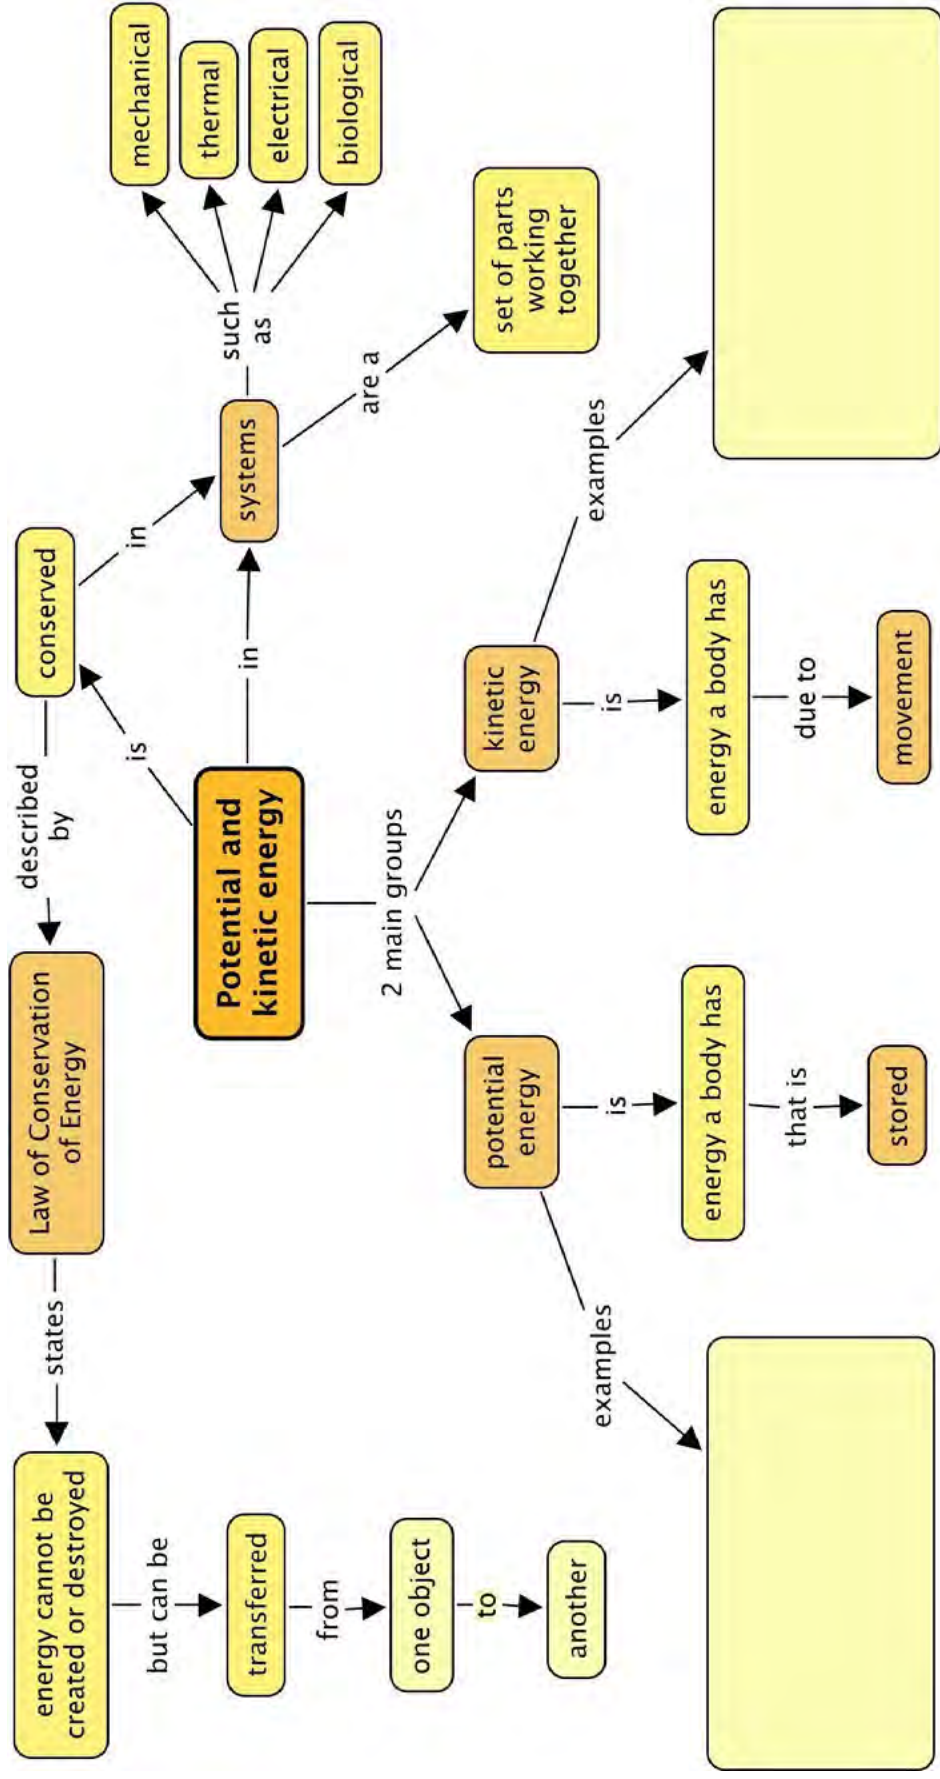 energy cannot be
created or destroyed
states
Law of Conservation
of Energy
described
by
conserved
is
in
but can be
transferred
from
one object
to
another
Potential and
kinetic energy
in
systems
such
as
mechanical
thermal
electrical
biological
are a
set of parts
working
together
2 main groups
potential
energy
is
energy a body has
that is
stored
examples
kinetic
energy
is
energy a body has
due to
movement
examples